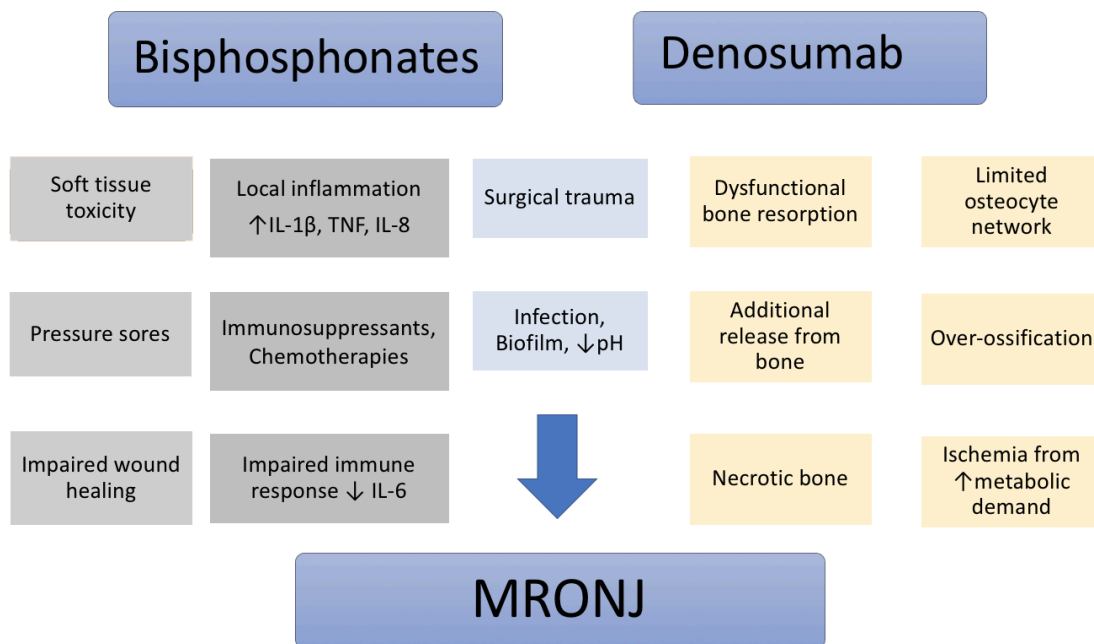 Bisphosphonates
Denosumab
Soft tissue
toxicity
Local inflammation
↑IL-1β, TNF, IL-8
Surgical trauma
Dysfunctional
bone resorption
Limited
osteocyte
network
Pressure sores
Immunosuppressants,
Chemotherapies
Infection,
Biofilm, ↓pH
Additional
release from
bone
Over-ossification
Impaired wound
healing
Impaired immune
response ↓ IL-6
Necrotic bone
Ischemia from
↑metabolic
demand
MRONJ